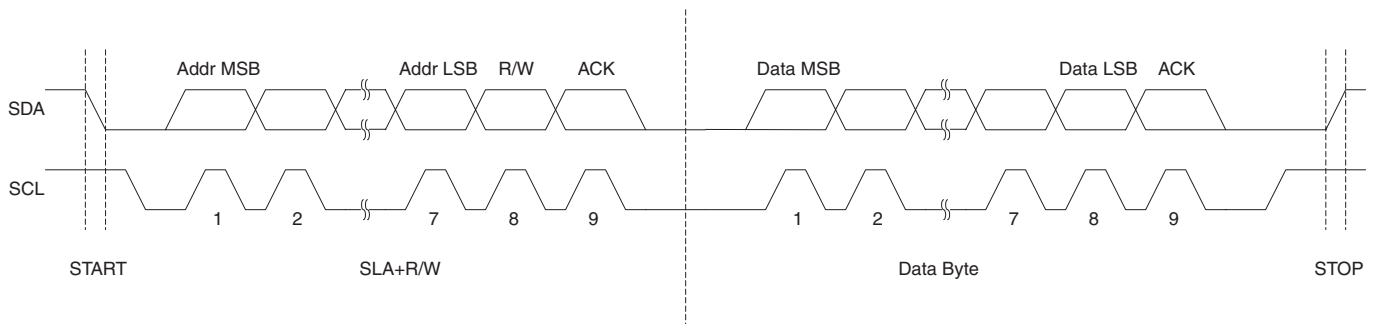 Addr MSB Addr LSB R/W ACK Data MSB Data LSB ACK
SDA
SCL
1 2 7 8 9 1 2 7 8 9
START SLA+R/W Data Byte STOP